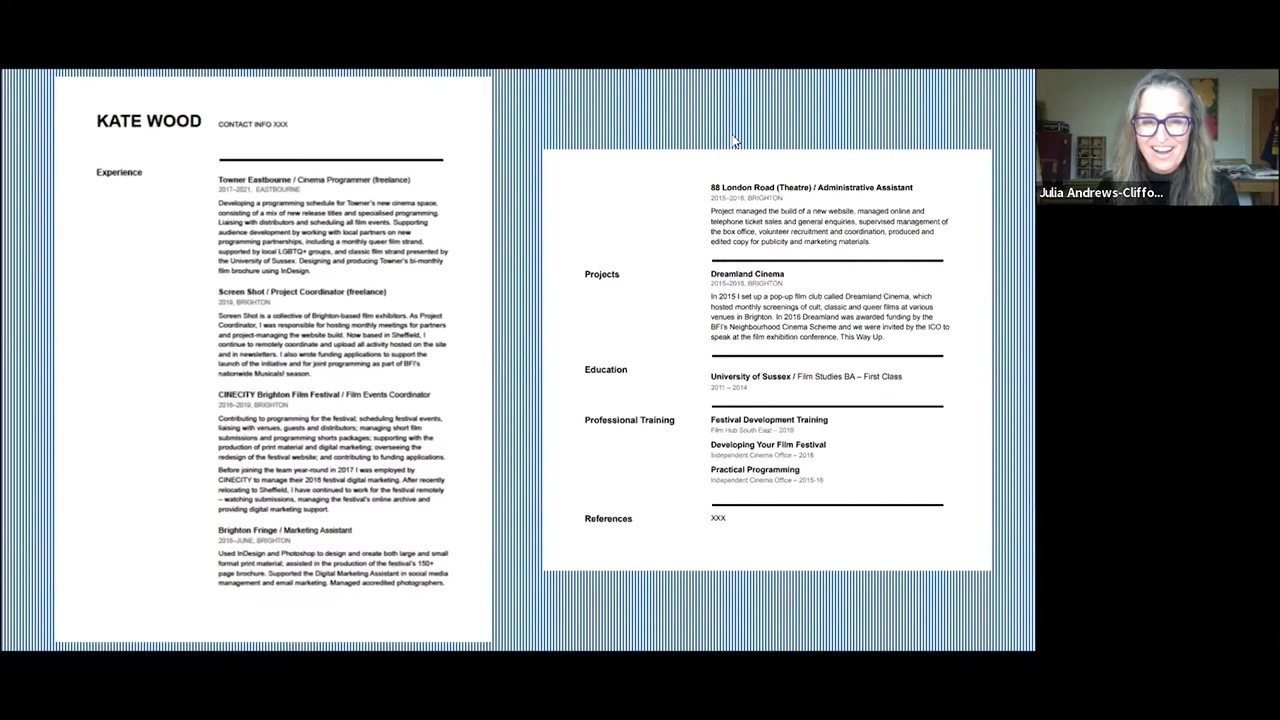 KATE WOOD CONTACT INFO XXX
Experience
Towner Eastbourne / Cinema Programmer (freelance)
2017–2021, EASTBOURNE
Developing a programming schedule for Towner's new cinema space,
consisting of a mix of new release titles and specialised programming.
Liaising with distributors and scheduling all film events. Supporting
audience development by working with local partners on new
programming partnerships, including a monthly queer film strand,
supported by local LGBTQ+ groups, and classic film strand presented by
the University of Sussex. Designing and producing Towner's bi-monthly
film brochure using InDesign.
Screen Shot / Project Coordinator (freelance)
2019, BRIGHTON
Screen Shot is a collective of Brighton-based film exhibitors. As Project
Coordinator, I was responsible for hosting monthly meetings for partners
and project-managing the website build. Now based in Sheffield, I
continue to remotely coordinate and upload all activity hosted on the site
and in newsletters. I also wrote funding applications to support the
launch of the initiative and for joint programming as part of BFI's
nationwide Musicals! season.
CINECITY Brighton Film Festival / Film Events Coordinator
2016–2019, BRIGHTON
Contributing to programming for the festival; scheduling festival events,
liaising with venues, guests and distributors; managing short film
submissions and programming shorts packages; supporting with the
production of print material and digital marketing; overseeing the
redesign of the festival website; and contributing to funding applications.
Before joining the team year-round in 2017 I was employed by
CINECITY to manage their 2016 festival digital marketing. After recently
relocating to Sheffield, I have continued to work for the festival remotely
– watching submissions, managing the festival's online archive and
providing digital marketing support.
Brighton Fringe / Marketing Assistant
2016–JUNE, BRIGHTON
Used InDesign and Photoshop to design and create both large and small
format print material; assisted in the production of the festival's 150+
page brochure. Supported the Digital Marketing Assistant in social media
management and email marketing. Managed accredited photographers.
88 London Road (Theatre) / Administrative Assistant
2015–2018, BRIGHTON
Project managed the build of a new website, managed online and
telephone ticket sales and general enquiries, supervised management of
the box office, volunteer recruitment and coordination, produced and
edited copy for publicity and marketing materials.
Projects
Dreamland Cinema
2015–2018, BRIGHTON
In 2015 I set up a pop-up film club called Dreamland Cinema, which
hosted monthly screenings of cult, classic and queer films at various
venues in Brighton. In 2016 Dreamland was awarded funding by the
BFI's Neighbourhood Cinema Scheme and we were invited by the ICO to
speak at the film exhibition conference, This Way Up.
Education
University of Sussex / Film Studies BA – First Class
2011 – 2014
Professional Training
Festival Development Training
Film Hub South East – 2018
Developing Your Film Festival
Independent Cinema Office – 2018
Practical Programming
Independent Cinema Office – 2015-16
References
XXX
Julia Andrews-Cliffo...